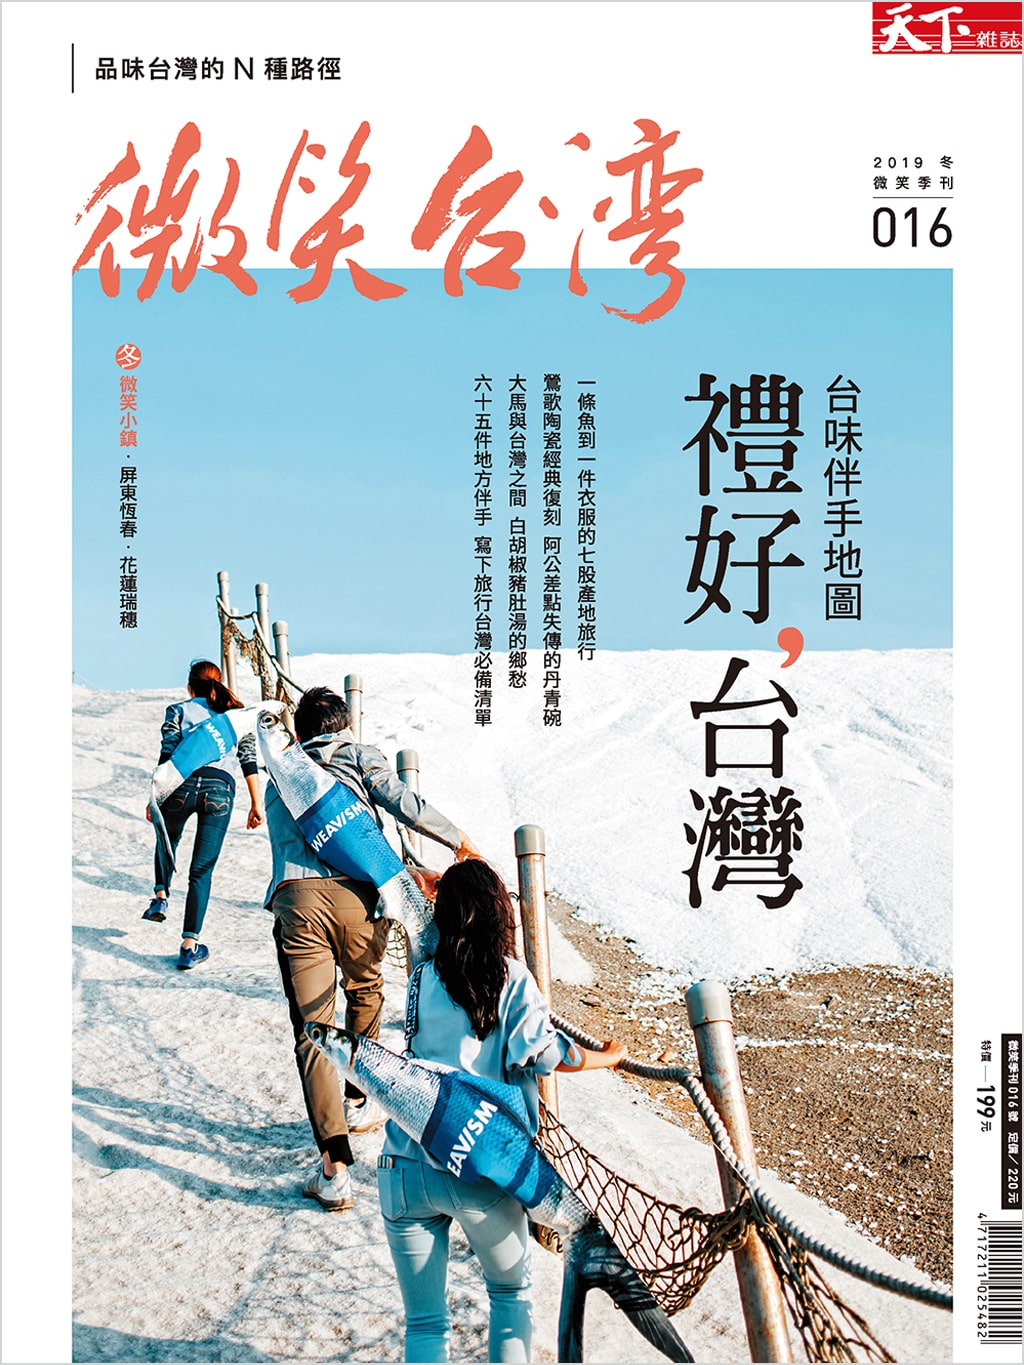 天下雜誌
品味台灣的 N 種路徑
微笑台灣
2019 冬
微笑季刊
016
台味伴手地圖
禮好，台灣
一條魚到一件衣服的七股產地旅行
鶯歌陶瓷經典復刻 阿公差點失傳的丹青碗
大馬與台灣之間 白胡椒豬肚湯的鄉愁
六十五件地方伴手 寫下旅行台灣必備清單
冬 微笑小鎮．屏東恆春．花蓮瑞穗
WEAVISM
WEAVISM
EAVISM
微笑季刊 016 號 定價／220元
特價—199元
4 717211 025482